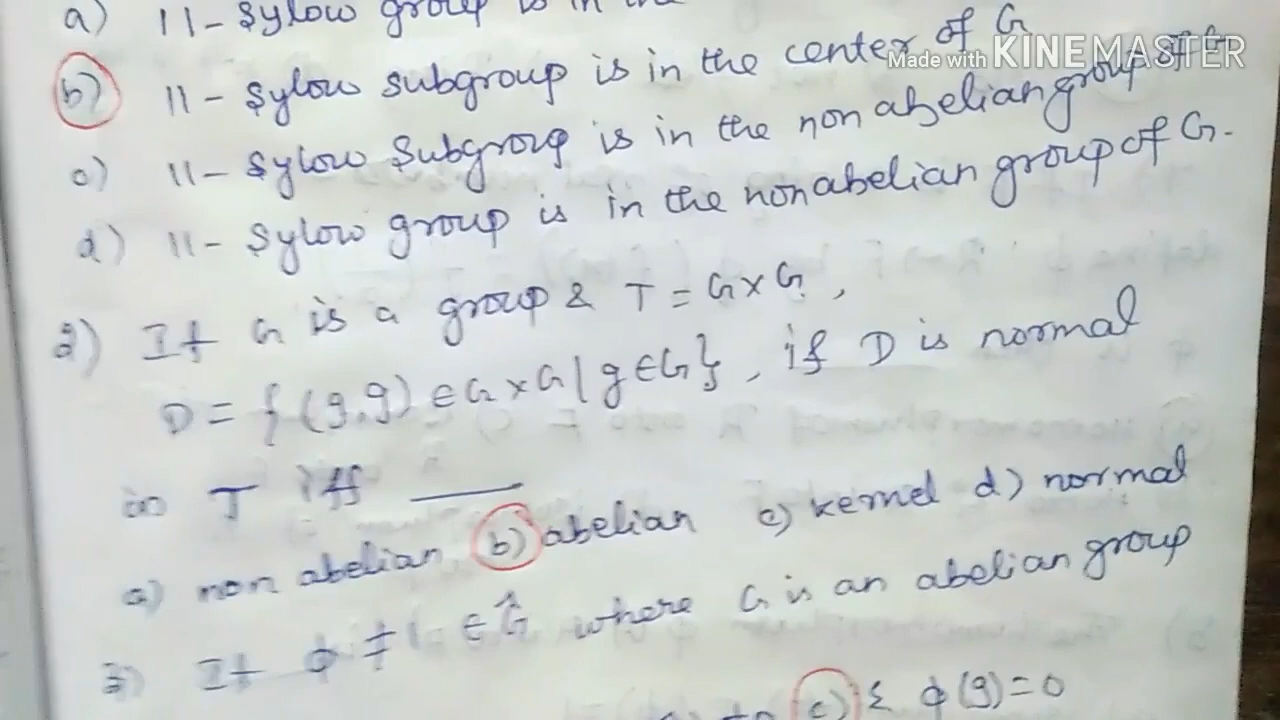 a) 11 - Sylow group is in the
b) 11 - Sylow subgroup is in the center of G
Made with KINEMASTER
c) 11 - Sylow Subgroup is in the non abelian group of G
d) 11 - Sylow group is in the nonabelian group of G.
2) If G is a group & T = G x G,
D = { (g, g) ∈ G x G | g ∈ G }, if D is normal
in T iff ____
a) non abelian b) abelian c) kernel d) normal
3) If φ ≠ 1 ∈ Ĝ where G is an abelian group
c) Σ φ(g) = 0